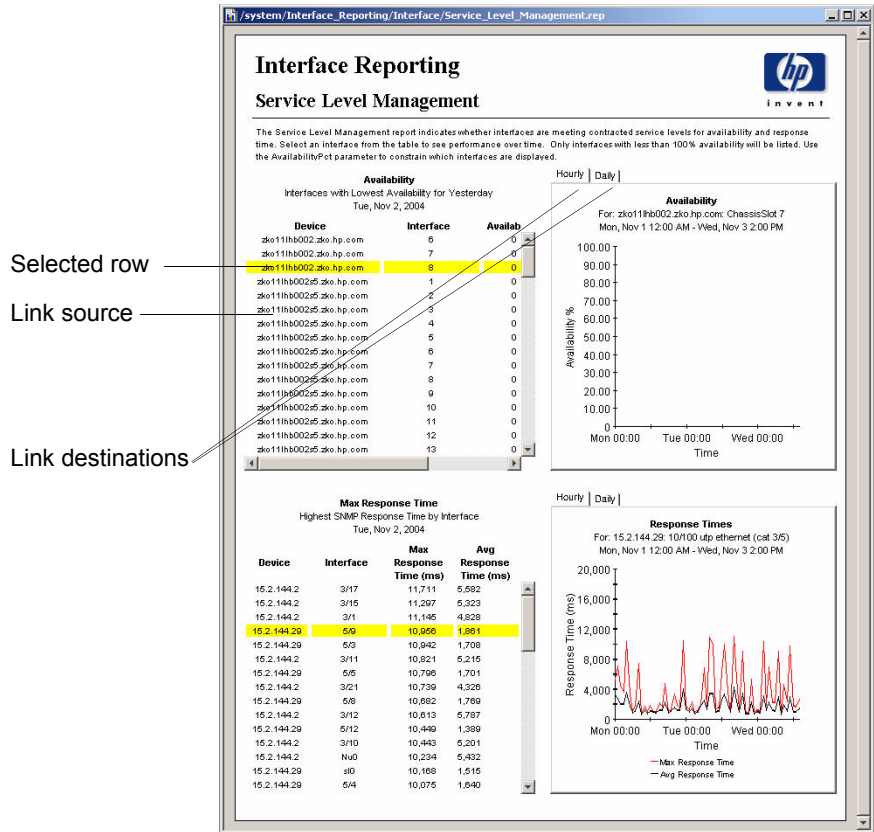 /system/Interface_Reporting/Interface/Service_Level_Management.rep
Interface Reporting
Service Level Management
hp
invent
The Service Level Management report indicates whether interfaces are meeting contracted service levels for availability and response
time. Select an interface from the table to see performance over time. Only interfaces with less than 100% availability will be listed. Use
the AvailabilityPct parameter to constrain which interfaces are displayed.
Availability
Interfaces with Lowest Availability for Yesterday
Tue, Nov 2, 2004
Device Interface Availab
zko11lhb002.zko.hp.com 6 0
zko11lhb002.zko.hp.com 7 0
zko11lhb002.zko.hp.com 8 0
zko11lhb002s5.zko.hp.com 1 0
zko11lhb002s5.zko.hp.com 2 0
zko11lhb002s5.zko.hp.com 3 0
zko11lhb002s5.zko.hp.com 4 0
zko11lhb002s5.zko.hp.com 5 0
zko11lhb002s5.zko.hp.com 6 0
zko11lhb002s5.zko.hp.com 7 0
zko11lhb002s5.zko.hp.com 8 0
zko11lhb002s5.zko.hp.com 9 0
zko11lhb002s5.zko.hp.com 10 0
zko11lhb002s5.zko.hp.com 11 0
zko11lhb002s5.zko.hp.com 12 0
zko11lhb002s5.zko.hp.com 13 0
Selected row
Link source
Link destinations
Hourly Daily
Availability
For: zko11lhb002.zko.hp.com: ChassisSlot 7
Mon, Nov 1 12:00 AM - Wed, Nov 3 2:00 PM
Availability %
100.00
90.00
80.00
70.00
60.00
50.00
40.00
30.00
20.00
10.00
0
Mon 00:00 Tue 00:00 Wed 00:00
Time
Max Response Time
Highest SNMP Response Time by Interface
Tue, Nov 2, 2004
Device Interface Max Response Time (ms) Avg Response Time (ms)
15.2.144.2 3/17 11,711 5,582
15.2.144.2 3/15 11,297 5,323
15.2.144.2 3/1 11,145 4,828
15.2.144.29 5/9 10,956 1,861
15.2.144.29 5/3 10,942 1,708
15.2.144.2 3/11 10,821 5,215
15.2.144.29 5/5 10,796 1,701
15.2.144.2 3/21 10,739 4,326
15.2.144.29 5/8 10,682 1,769
15.2.144.2 3/12 10,613 5,787
15.2.144.29 5/12 10,449 1,389
15.2.144.2 3/10 10,443 5,201
15.2.144.2 Nu0 10,234 5,432
15.2.144.29 sl0 10,168 1,515
15.2.144.29 5/4 10,075 1,640
Hourly Daily
Response Times
For: 15.2.144.29: 10/100 utp ethernet (cat 3/5)
Mon, Nov 1 12:00 AM - Wed, Nov 3 2:00 PM
Response Time (ms)
20,000
16,000
12,000
8,000
4,000
0
Mon 00:00 Tue 00:00 Wed 00:00
Time
Max Response Time
Avg Response Time